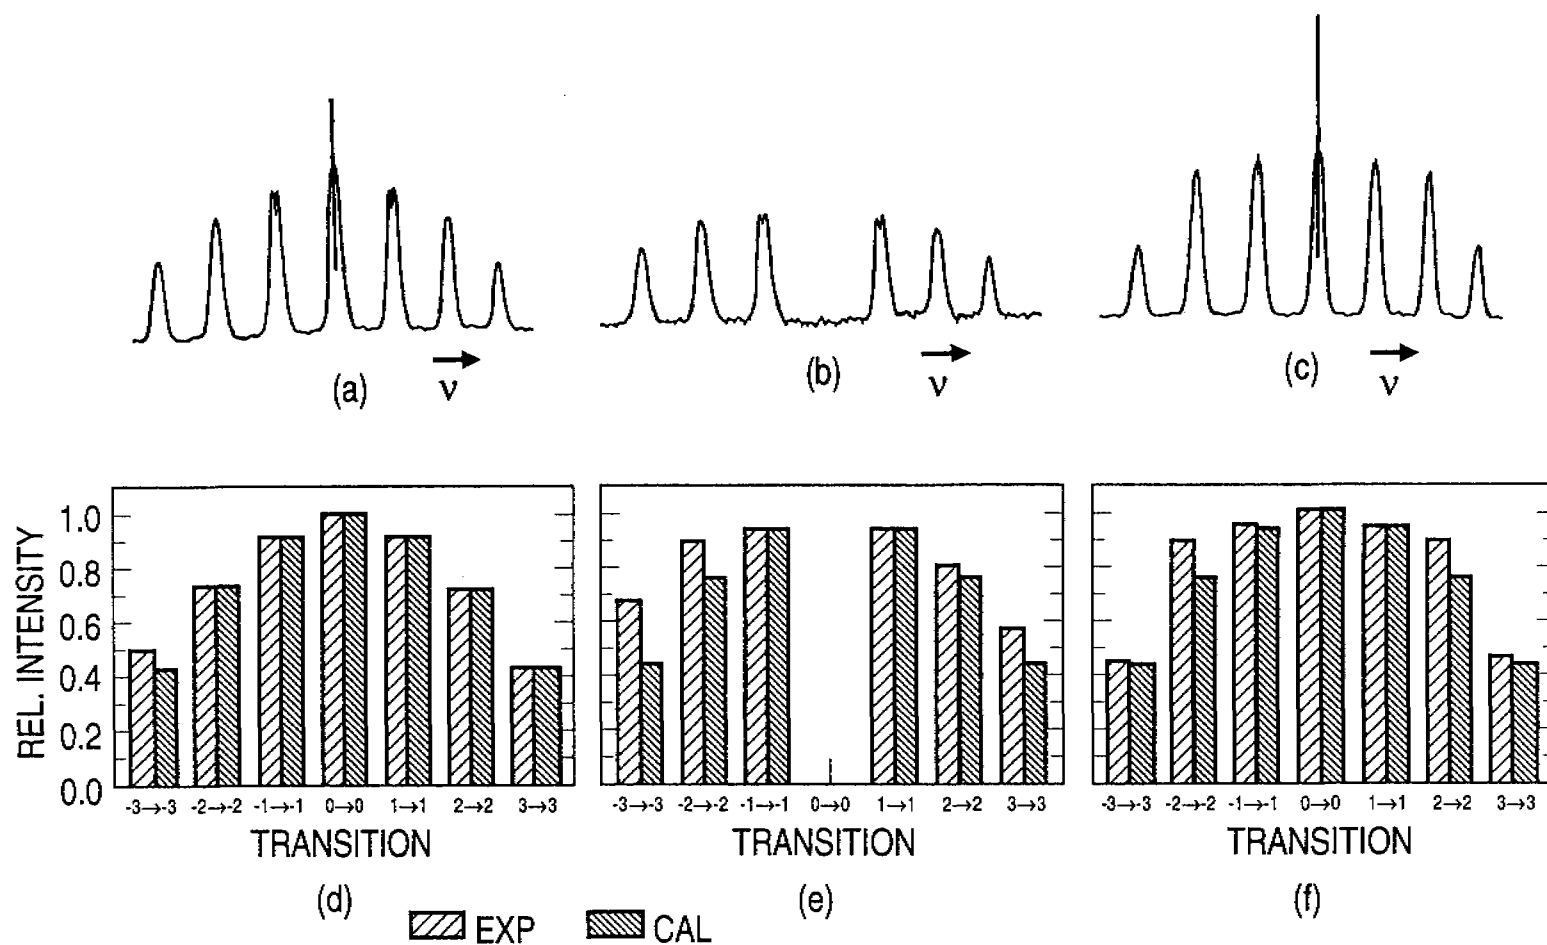 ν
(a)
ν
(b)
ν
(c)
REL. INTENSITY
1.0
0.8
0.6
0.4
0.2
0.0
-3→-3 -2→-2 -1→-1 0→0 1→1 2→2 3→3
TRANSITION
(d)
-3→-3 -2→-2 -1→-1 0→0 1→1 2→2 3→3
TRANSITION
(e)
-3→-3 -2→-2 -1→-1 0→0 1→1 2→2 3→3
TRANSITION
(f)
EXP
CAL